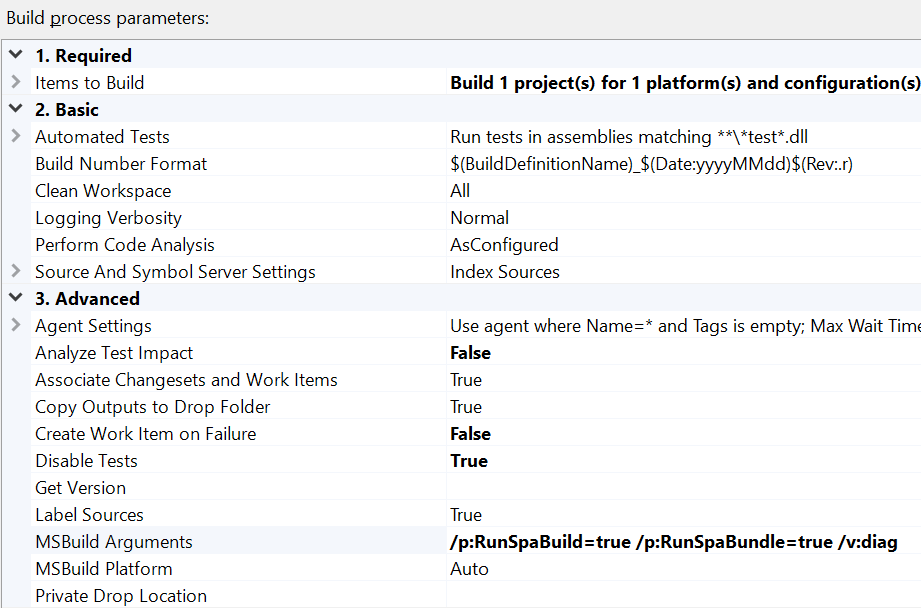 Build process parameters:
1. Required
Items to Build Build 1 project(s) for 1 platform(s) and configuration(s)
2. Basic
Automated Tests Run tests in assemblies matching **\*test*.dll
Build Number Format $(BuildDefinitionName)_$(Date:yyyyMMdd)$(Rev:.r)
Clean Workspace All
Logging Verbosity Normal
Perform Code Analysis AsConfigured
Source And Symbol Server Settings Index Sources
3. Advanced
Agent Settings Use agent where Name=* and Tags is empty; Max Wait Time
Analyze Test Impact False
Associate Changesets and Work Items True
Copy Outputs to Drop Folder True
Create Work Item on Failure False
Disable Tests True
Get Version
Label Sources True
MSBuild Arguments /p:RunSpaBuild=true /p:RunSpaBundle=true /v:diag
MSBuild Platform Auto
Private Drop Location